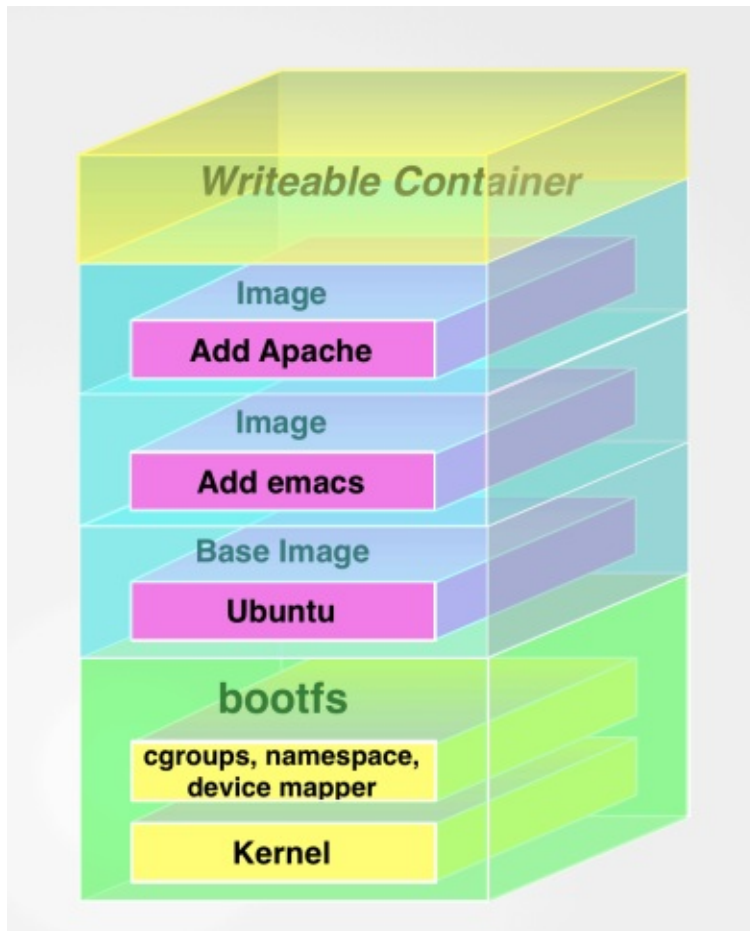 Writeable Container
Image
Add Apache
Image
Add emacs
Base Image
Ubuntu
bootfs
cgroups, namespace,
device mapper
Kernel